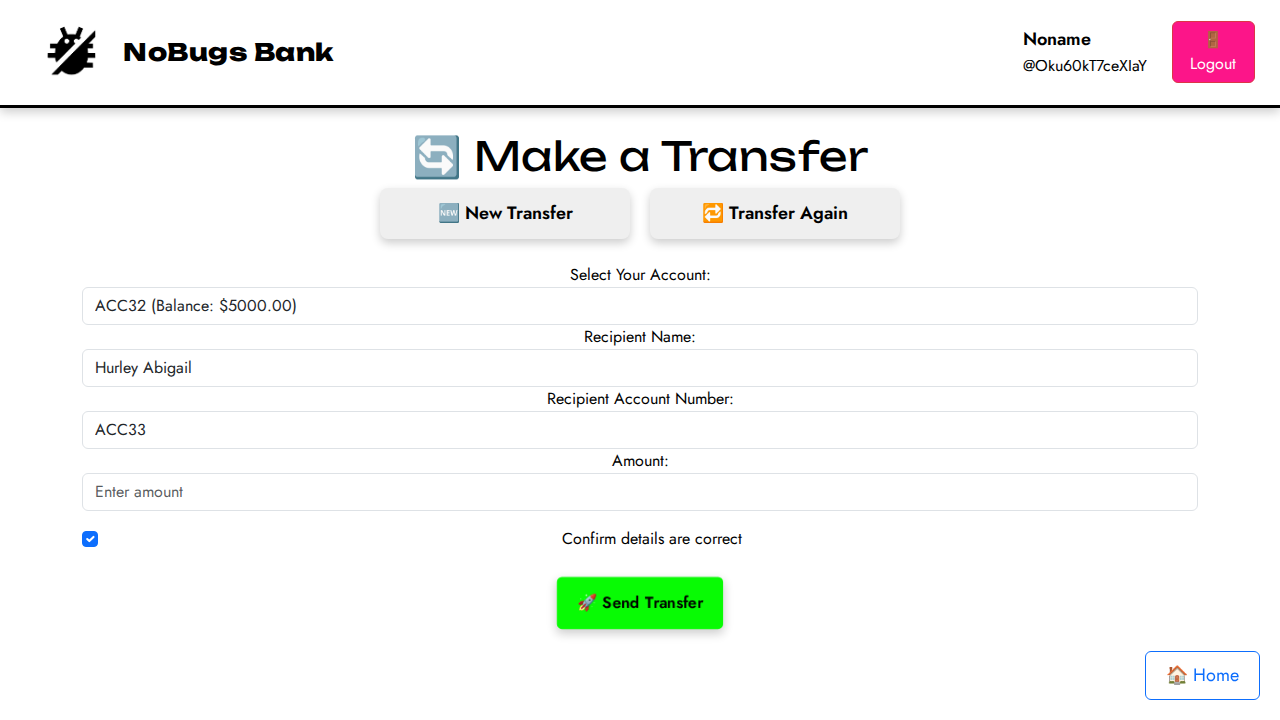 NoBugs Bank
Noname
@Oku60kT7ceXIaY
Logout
Make a Transfer
New Transfer
Transfer Again
Select Your Account:
ACC32 (Balance: $5000.00)
Recipient Name:
Hurley Abigail
Recipient Account Number:
ACC33
Amount:
Enter amount
Confirm details are correct
Send Transfer
Home